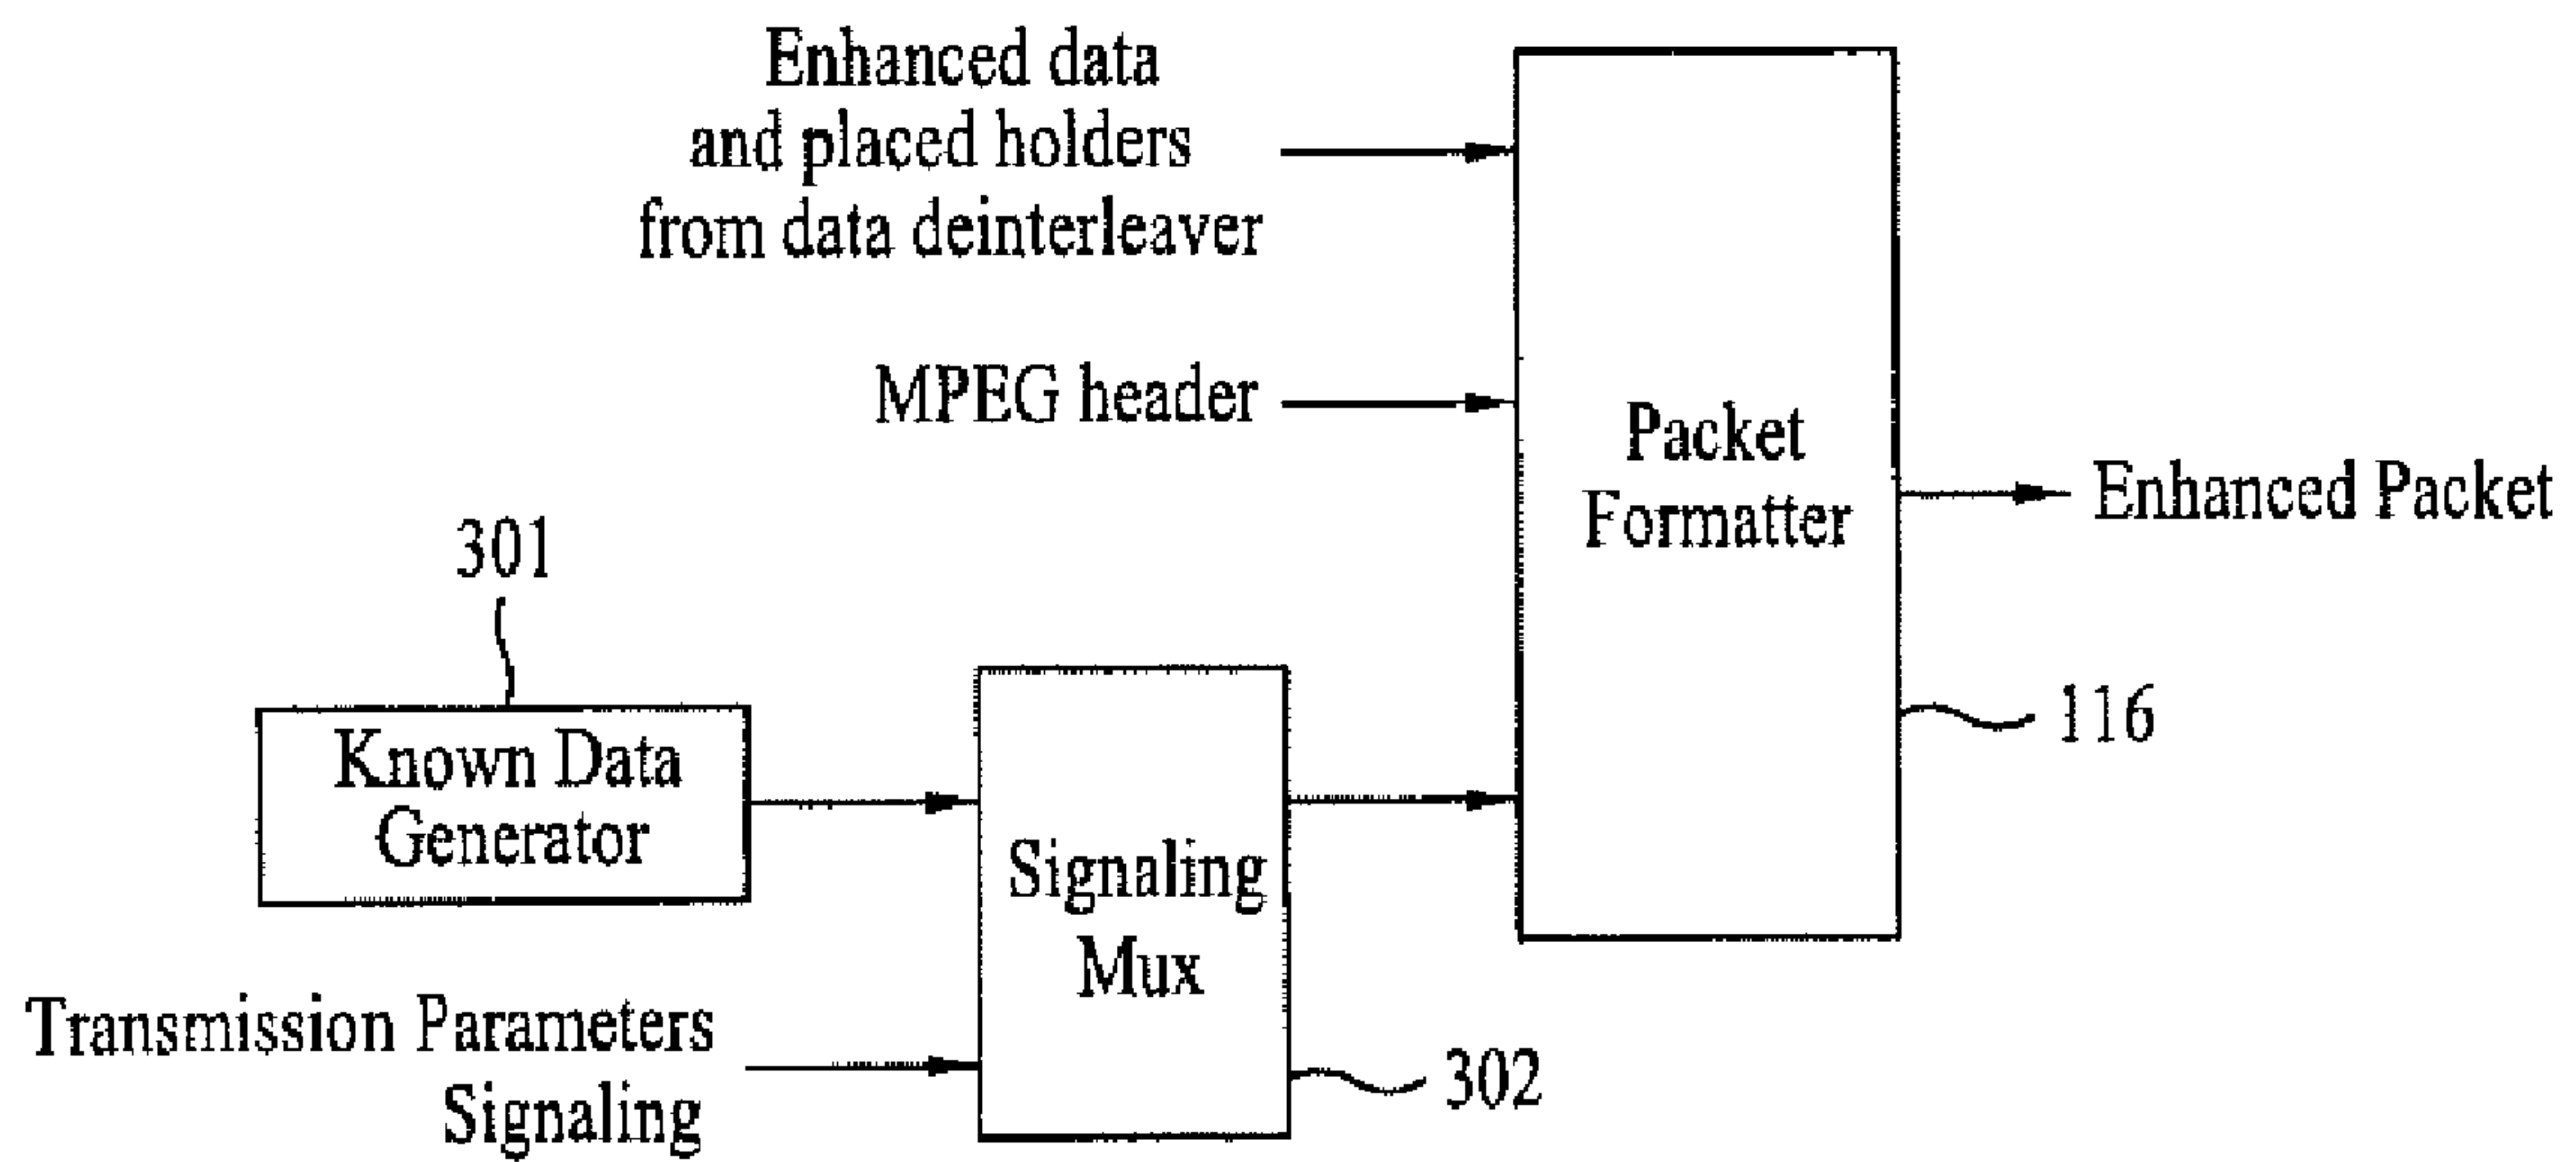 Enhanced data
and placed holders
from data deinterleaver
MPEG header
Packet
Formatter
Enhanced Packet
301
116
Known Data
Generator
Signaling
Mux
Transmission Parameters
Signaling
302